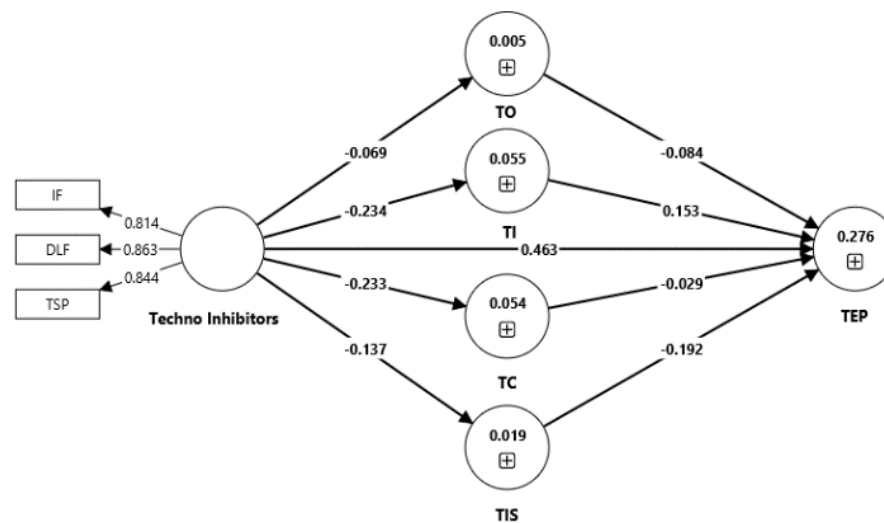 0.005
TO
-0.069
-0.084
0.055
TI
-0.234
0.153
IF
0.814
DLF
0.863
TSP
0.844
Techno Inhibitors
0.463
0.276
TEP
-0.233
-0.029
0.054
TC
-0.137
-0.192
0.019
TIS